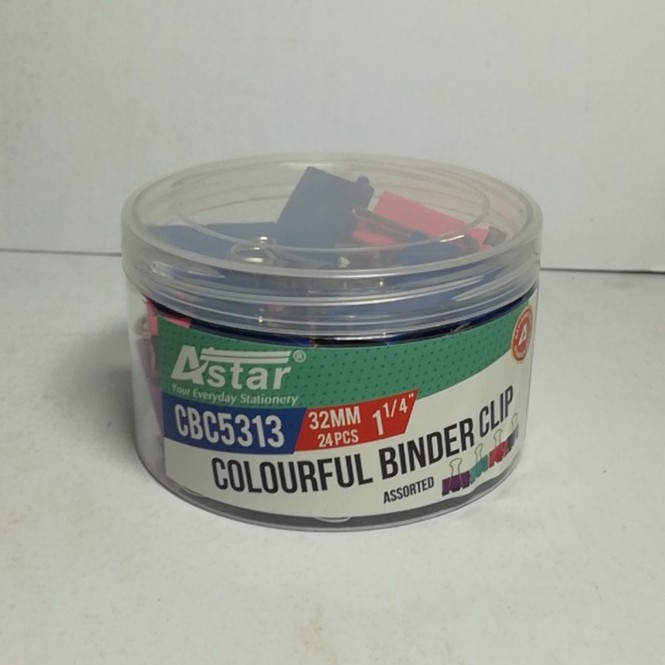 Astar®
Your Everyday Stationery
CBC5313
32MM
24PCS
1 1/4"
COLOURFUL BINDER CLIP
ASSORTED